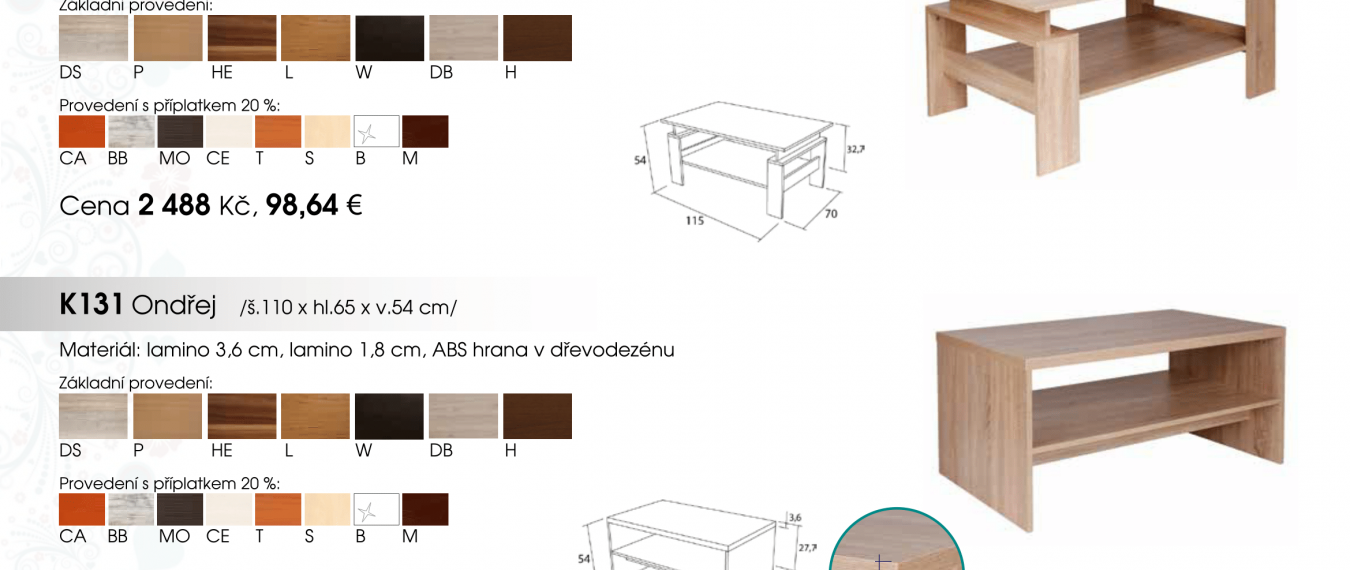 Základní provedení:
DS P HE L W DB H
Provedení s příplatkem 20 %:
CA BB MO CE T S B M
Cena 2 488 Kč, 98,64 €
54
32,7
115
70
K131 Ondřej /š.110 x hl.65 x v.54 cm/
Materiál: lamino 3,6 cm, lamino 1,8 cm, ABS hrana v dřevodezénu
Základní provedení:
DS P HE L W DB H
Provedení s příplatkem 20 %:
CA BB MO CE T S B M
3,6
27,7
54